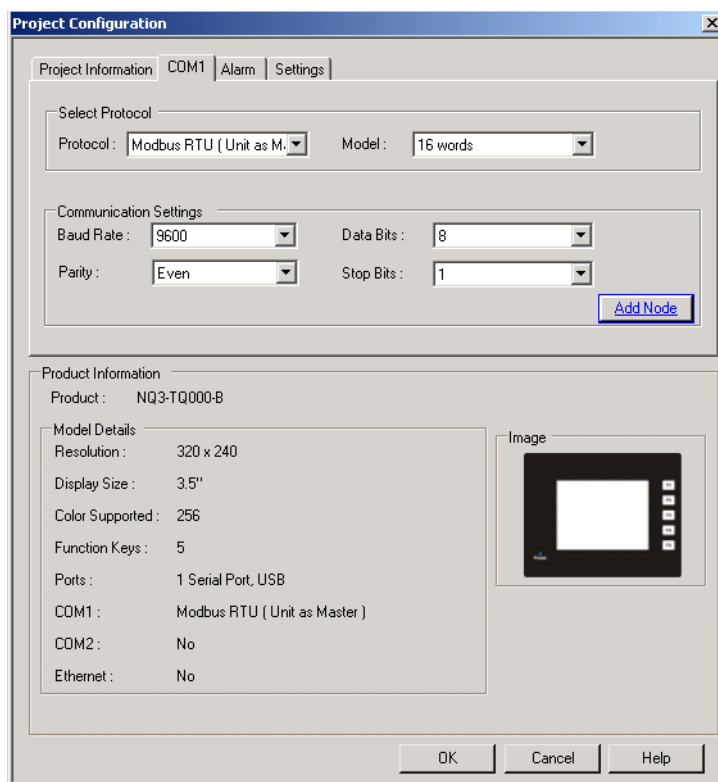 Project Configuration
Project Information COM1 Alarm Settings
Select Protocol
Protocol : Modbus RTU ( Unit as M. Model : 16 words
Communication Settings
Baud Rate : 9600 Data Bits : 8
Parity : Even Stop Bits : 1
Add Node
Product Information
Product : NQ3-TQ000-B
Model Details
Image
Resolution : 320 x 240
Display Size : 3.5"
Color Supported : 256
Function Keys : 5
Ports : 1 Serial Port, USB
COM1 : Modbus RTU ( Unit as Master )
COM2 : No
Ethernet : No
OK Cancel Help